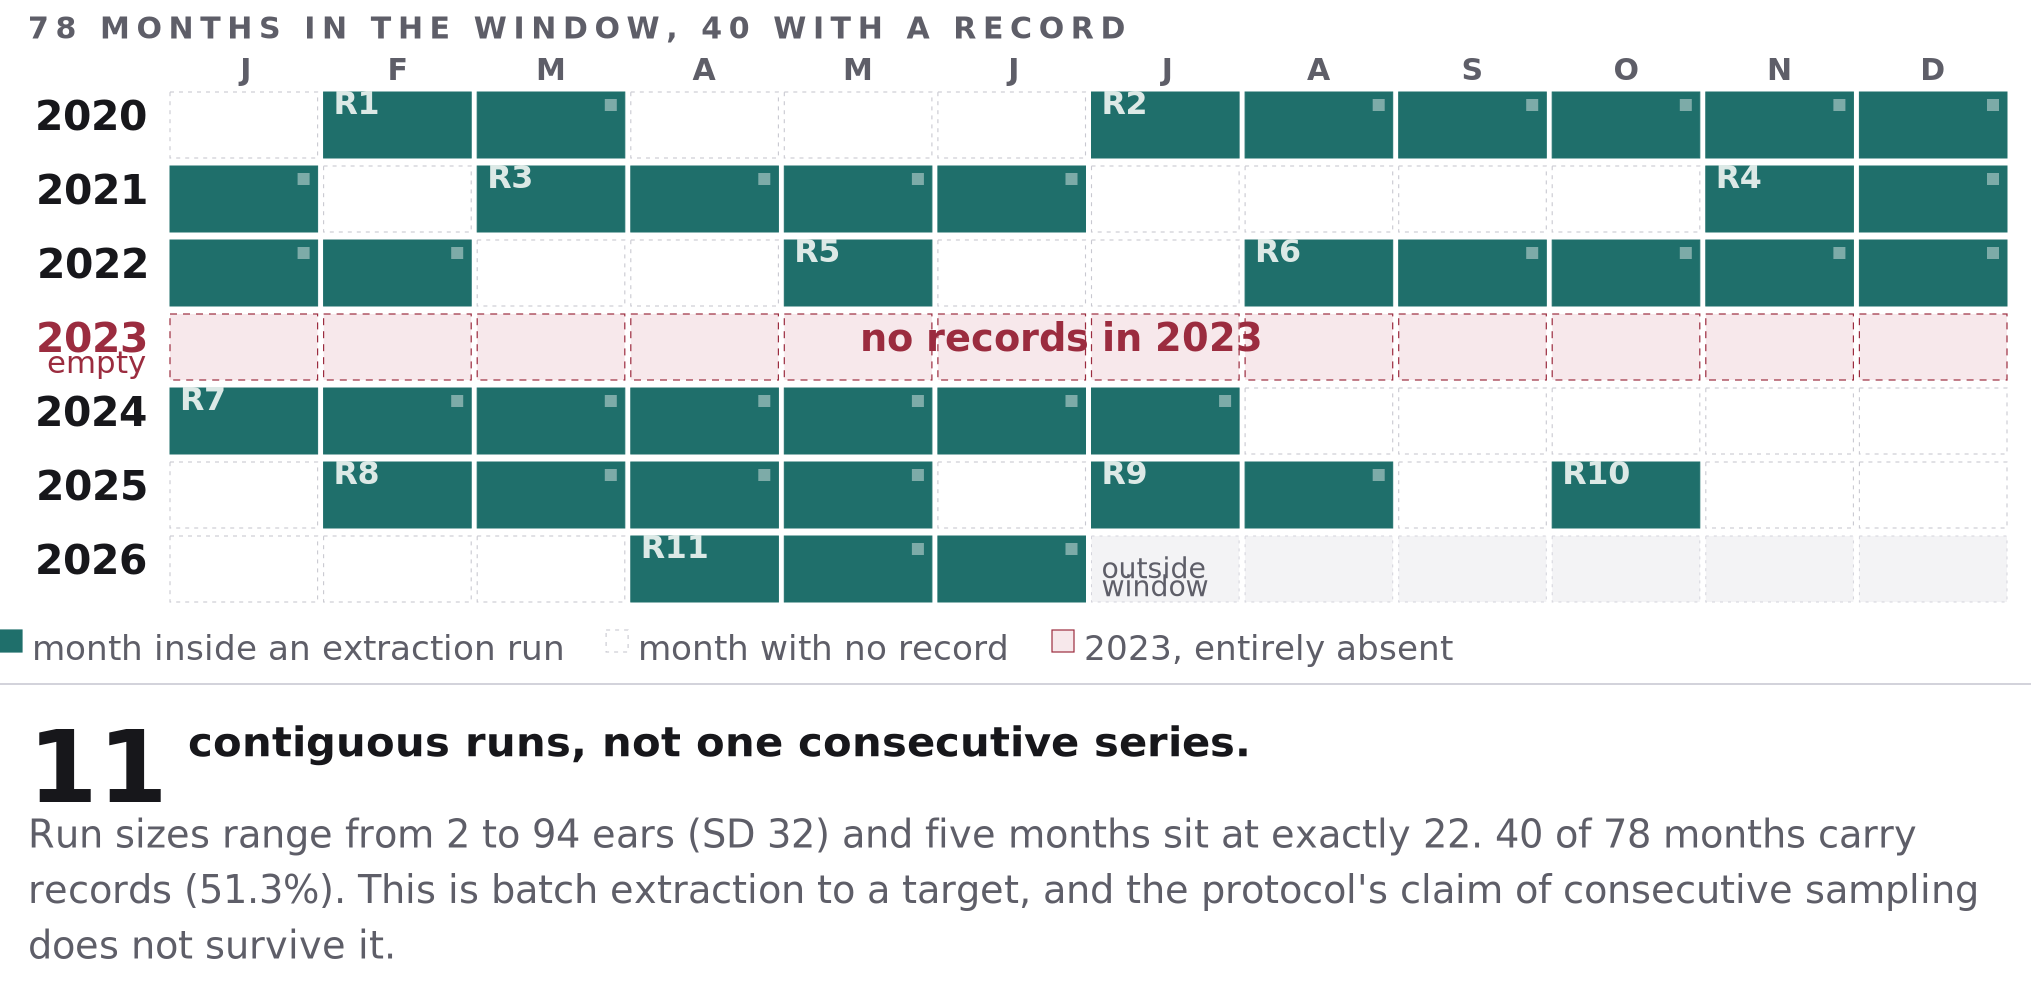 78 MONTHS IN THE WINDOW, 40 WITH A RECORD
J F M A M J J A S O N D
2020 R1 R2
2021 R3 R4
2022 R5 R6
2023 no records in 2023
empty
2024 R7
2025 R8 R9 R10
2026 R11 outside
window
month inside an extraction run month with no record 2023, entirely absent
11 contiguous runs, not one consecutive series.
Run sizes range from 2 to 94 ears (SD 32) and five months sit at exactly 22. 40 of 78 months carry
records (51.3%). This is batch extraction to a target, and the protocol's claim of consecutive sampling
does not survive it.